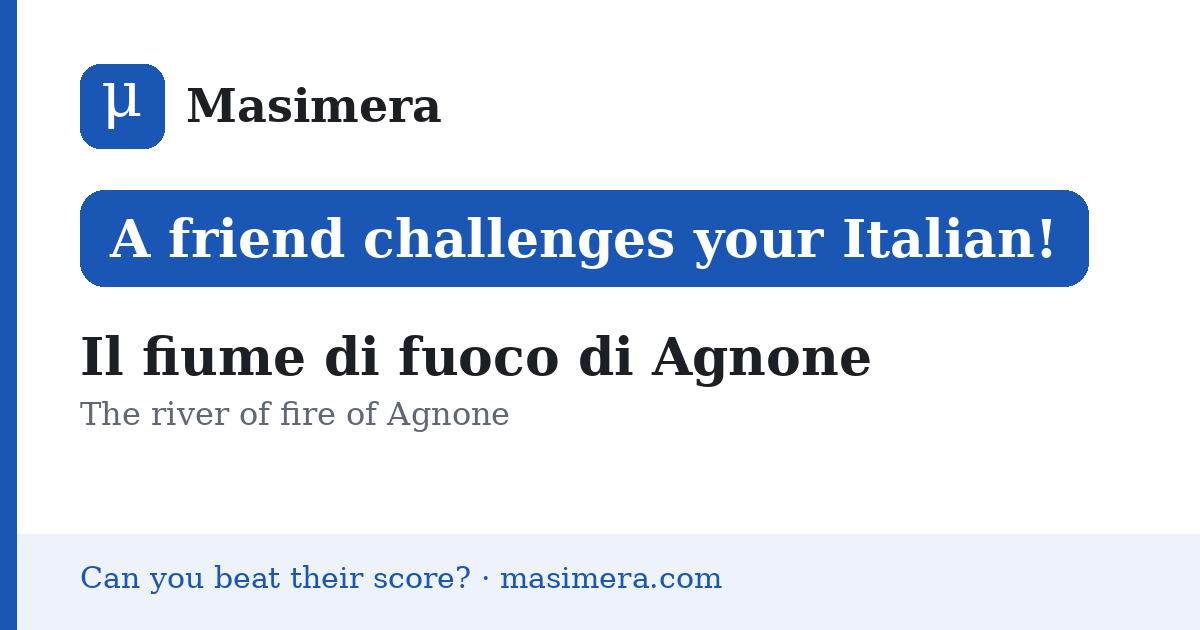 μ Masimera
A friend challenges your Italian!
Il fiume di fuoco di Agnone
The river of fire of Agnone
Can you beat their score? · masimera.com